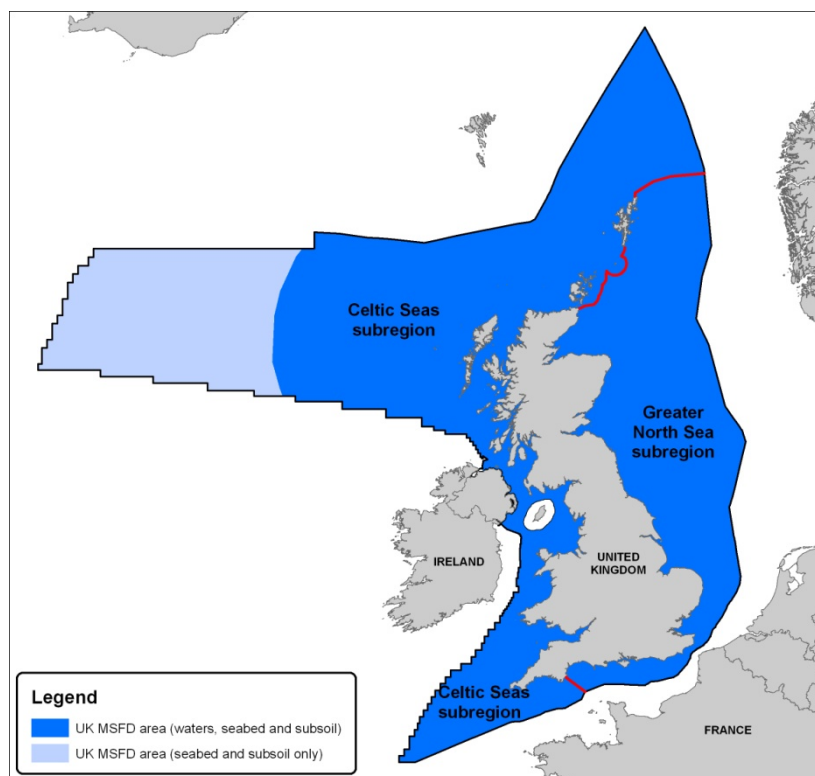 Celtic Seas
subregion
Greater
North Sea
subregion
IRELAND
UNITED
KINGDOM
Celtic Seas
subregion
FRANCE
Legend
UK MSFD area (waters, seabed and subsoil)
UK MSFD area (seabed and subsoil only)